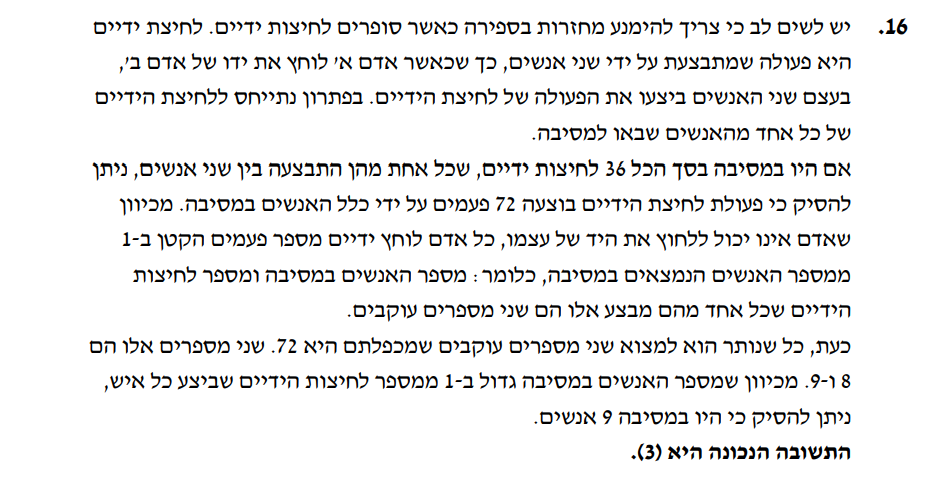 16. יש לשים לב כי צריך להימנע מחזרות בספירה כאשר סופרים לחיצות ידיים. לחיצת ידיים
היא פעולה שמתבצעת על ידי שני אנשים, כך שכאשר אדם א' לוחץ את ידו של אדם ב',
בעצם שני האנשים ביצעו את הפעולה של לחיצת הידיים. בפתרון נתייחס ללחיצת הידיים
של כל אחד מהאנשים שבאו למסיבה.
אם היו במסיבה בסך הכל 36 לחיצות ידיים, שכל אחת מהן התבצעה בין שני אנשים, ניתן
להסיק כי פעולת לחיצת הידיים בוצעה 72 פעמים על ידי כלל האנשים במסיבה. מכיוון
שאדם אינו יכול ללחוץ את היד של עצמו, כל אדם לוחץ ידיים מספר פעמים הקטן ב-1
ממספר האנשים הנמצאים במסיבה, כלומר: מספר האנשים במסיבה ומספר לחיצות
הידיים שכל אחד מהם מבצע אלו הם שני מספרים עוקבים.
כעת, כל שנותר הוא למצוא שני מספרים עוקבים שמכפלתם היא 72. שני מספרים אלו הם
8 ו-9. מכיוון שמספר האנשים במסיבה גדול ב-1 ממספר לחיצות הידיים שביצע כל איש,
ניתן להסיק כי היו במסיבה 9 אנשים.
התשובה הנכונה היא (3).